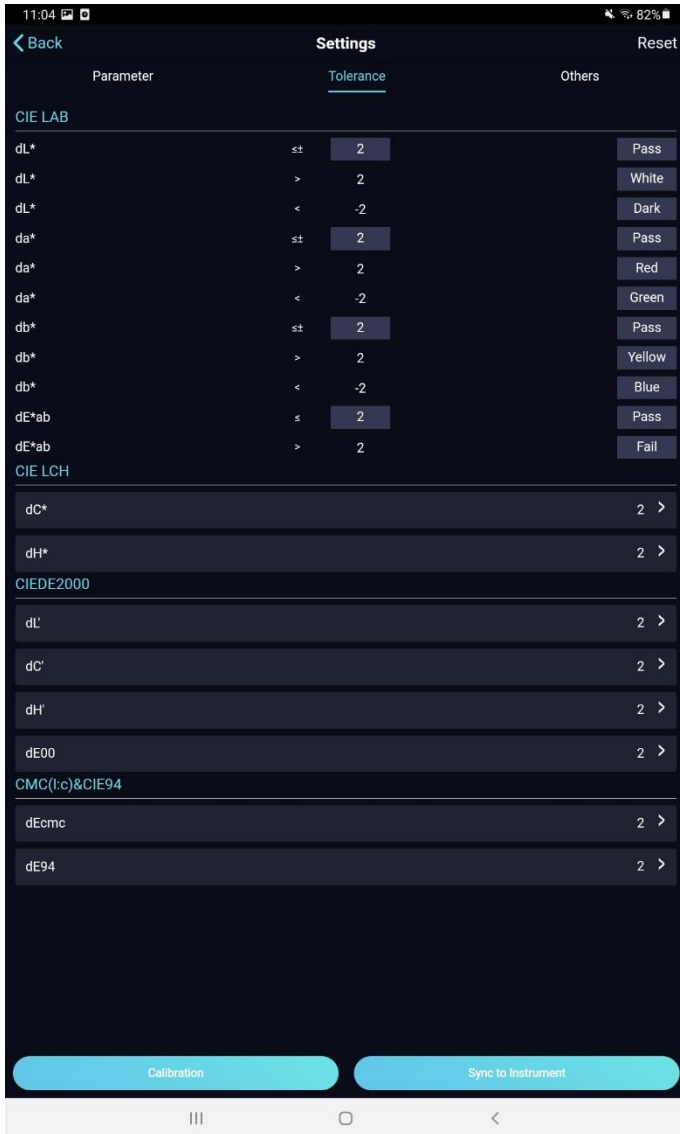 11:04 82%
Back Settings Reset
Parameter Tolerance Others
CIE LAB
dL* ≤± 2 Pass
dL* > 2 White
dL* < -2 Dark
da* ≤± 2 Pass
da* > 2 Red
da* < -2 Green
db* ≤± 2 Pass
db* > 2 Yellow
db* < -2 Blue
dE*ab ≤ 2 Pass
dE*ab > 2 Fail
CIE LCH
dC* 2
dH* 2
CIEDE2000
dL' 2
dC' 2
dH' 2
dE00 2
CMC(l:c)&CIE94
dEcmc 2
dE94 2
Calibration Sync to Instrument